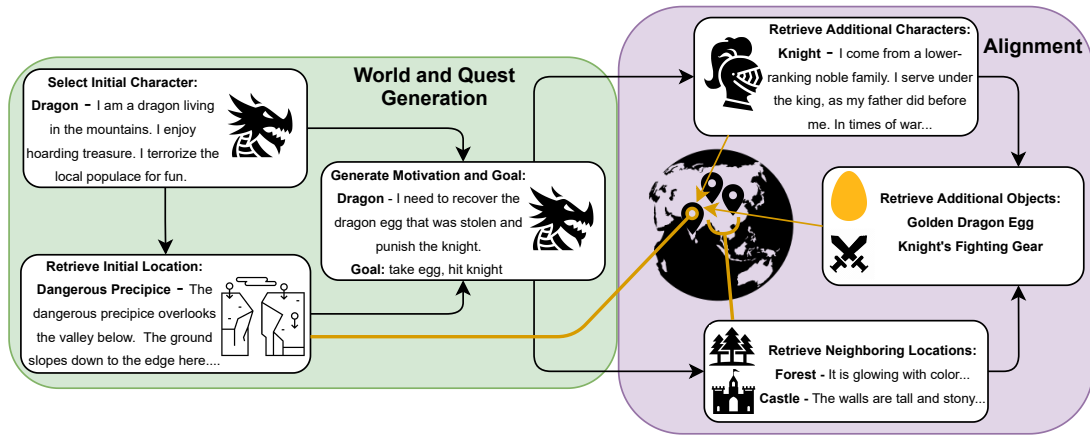 World and Quest
Generation
Alignment
Select Initial Character:
Dragon - I am a dragon living
in the mountains. I enjoy
hoarding treasure. I terrorize the
local populace for fun.
Retrieve Initial Location:
Dangerous Precipice - The
dangerous precipice overlooks
the valley below. The ground
slopes down to the edge here....
Generate Motivation and Goal:
Dragon - I need to recover the
dragon egg that was stolen and
punish the knight.
Goal: take egg, hit knight
Retrieve Additional Characters:
Knight - I come from a lower-
ranking noble family. I serve under
the king, as my father did before
me. In times of war...
Retrieve Additional Objects:
Golden Dragon Egg
Knight's Fighting Gear
Retrieve Neighboring Locations:
Forest - It is glowing with color...
Castle - The walls are tall and stony...